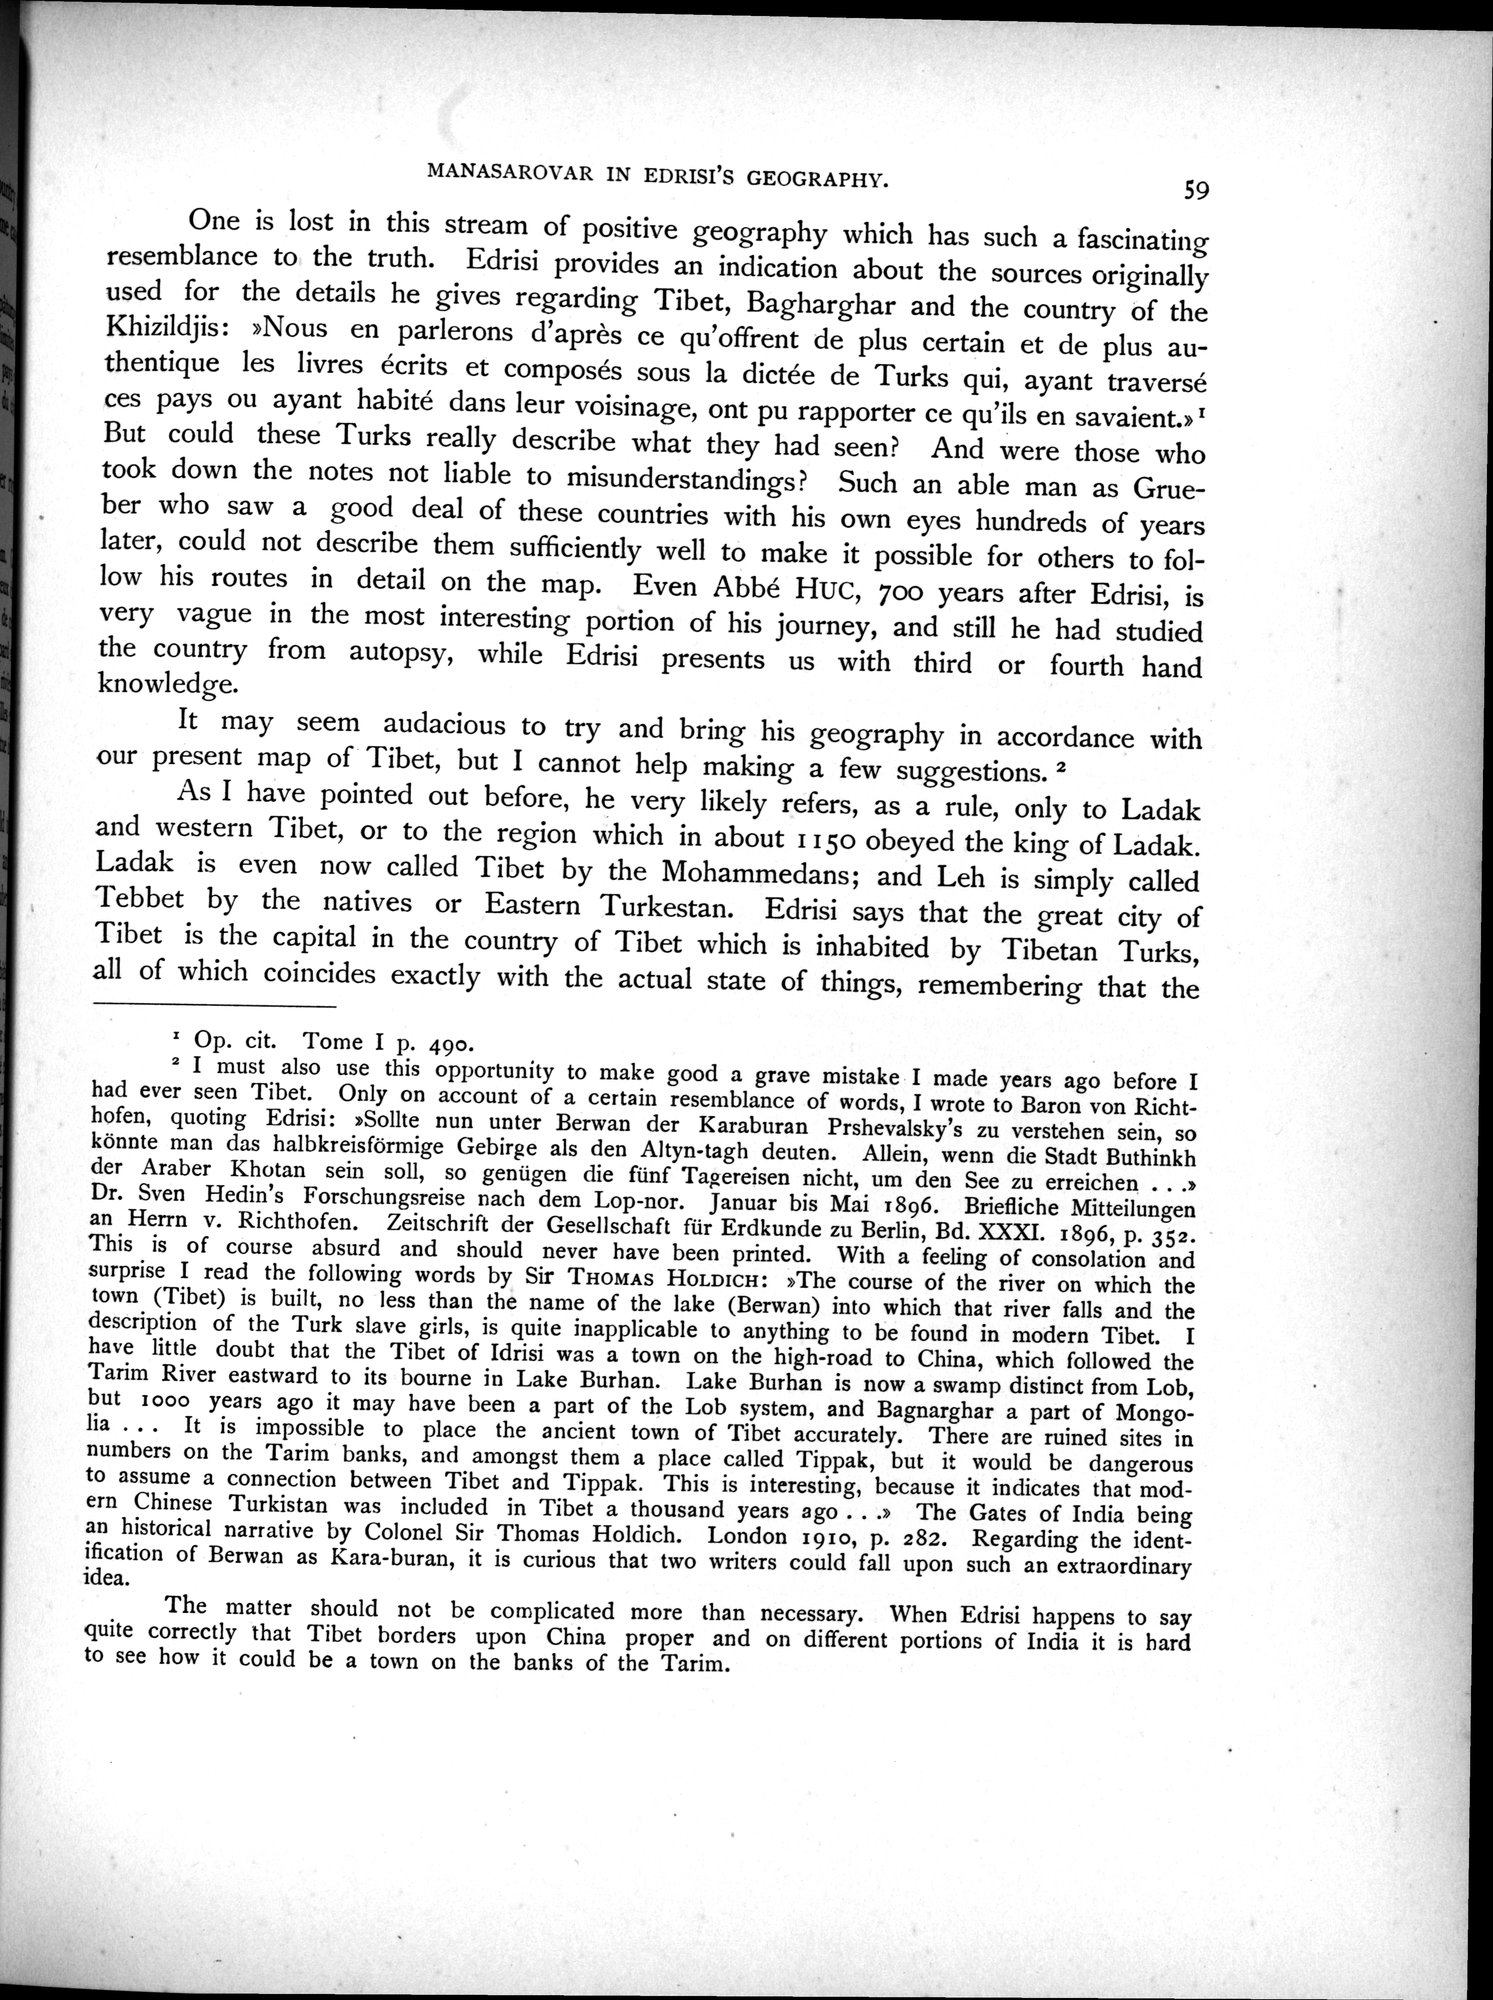 MANASAROVAR IN EDRISI'S GEOGRAPHY.
59
One is lost in this stream of positive geography which has such a fascinating
resemblance to the truth. Edrisi provides an indication about the sources originally
used for the details he gives regarding Tibet, Bagharghar and the country of the
Khizildjis: »Nous en parlerons d'après ce qu'offrent de plus certain et de plus au-
thentique les livres écrits et composés sous la dictée de Turks qui, ayant traversé
ces pays ou ayant habité dans leur voisinage, ont pu rapporter ce qu'ils en savaient.»¹
But could these Turks really describe what they had seen? And were those who
took down the notes not liable to misunderstandings? Such an able man as Grue-
ber who saw a good deal of these countries with his own eyes hundreds of years
later, could not describe them sufficiently well to make it possible for others to fol-
low his routes in detail on the map. Even Abbé HUC, 700 years after Edrisi, is
very vague in the most interesting portion of his journey, and still he had studied
the country from autopsy, while Edrisi presents us with third or fourth hand
knowledge.
It may seem audacious to try and bring his geography in accordance with
our present map of Tibet, but I cannot help making a few suggestions. ²
As I have pointed out before, he very likely refers, as a rule, only to Ladak
and western Tibet, or to the region which in about 1150 obeyed the king of Ladak.
Ladak is even now called Tibet by the Mohammedans; and Leh is simply called
Tebbet by the natives or Eastern Turkestan. Edrisi says that the great city of
Tibet is the capital in the country of Tibet which is inhabited by Tibetan Turks,
all of which coincides exactly with the actual state of things, remembering that the
¹ Op. cit. Tome I p. 490.
² I must also use this opportunity to make good a grave mistake I made years ago before I
had ever seen Tibet. Only on account of a certain resemblance of words, I wrote to Baron von Richt-
hofen, quoting Edrisi: »Sollte nun unter Berwan der Karaburan Prshevalsky's zu verstehen sein, so
könnte man das halbkreisförmige Gebirge als den Altyn-tagh deuten. Allein, wenn die Stadt Buthinkh
der Araber Khotan sein soll, so genügen die fünf Tagereisen nicht, um den See zu erreichen . . .»
Dr. Sven Hedin's Forschungsreise nach dem Lop-nor. Januar bis Mai 1896. Briefliche Mitteilungen
an Herrn v. Richthofen. Zeitschrift der Gesellschaft für Erdkunde zu Berlin, Bd. XXXI. 1896, p. 352.
This is of course absurd and should never have been printed. With a feeling of consolation and
surprise I read the following words by Sir THOMAS HOLDICH: »The course of the river on which the
town (Tibet) is built, no less than the name of the lake (Berwan) into which that river falls and the
description of the Turk slave girls, is quite inapplicable to anything to be found in modern Tibet. I
have little doubt that the Tibet of Idrisi was a town on the high-road to China, which followed the
Tarim River eastward to its bourne in Lake Burhan. Lake Burhan is now a swamp distinct from Lob,
but 1000 years ago it may have been a part of the Lob system, and Bagnarghar a part of Mongo-
lia . . . It is impossible to place the ancient town of Tibet accurately. There are ruined sites in
numbers on the Tarim banks, and amongst them a place called Tippak, but it would be dangerous
to assume a connection between Tibet and Tippak. This is interesting, because it indicates that mod-
ern Chinese Turkistan was included in Tibet a thousand years ago . . .» The Gates of India being
an historical narrative by Colonel Sir Thomas Holdich. London 1910, p. 282. Regarding the ident-
ification of Berwan as Kara-buran, it is curious that two writers could fall upon such an extraordinary
idea.
The matter should not be complicated more than necessary. When Edrisi happens to say
quite correctly that Tibet borders upon China proper and on different portions of India it is hard
to see how it could be a town on the banks of the Tarim.